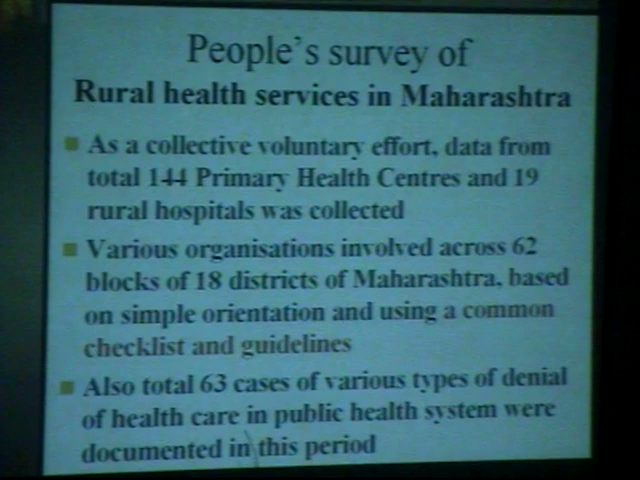 People's survey of
Rural health services in Maharashtra
As a collective voluntary effort, data from
total 144 Primary Health Centres and 19
rural hospitals was collected
Various organisations involved across 62
blocks of 18 districts of Maharashtra, based
on simple orientation and using a common
checklist and guidelines
Also total 63 cases of various types of denial
of health care in public health system were
documented in this period